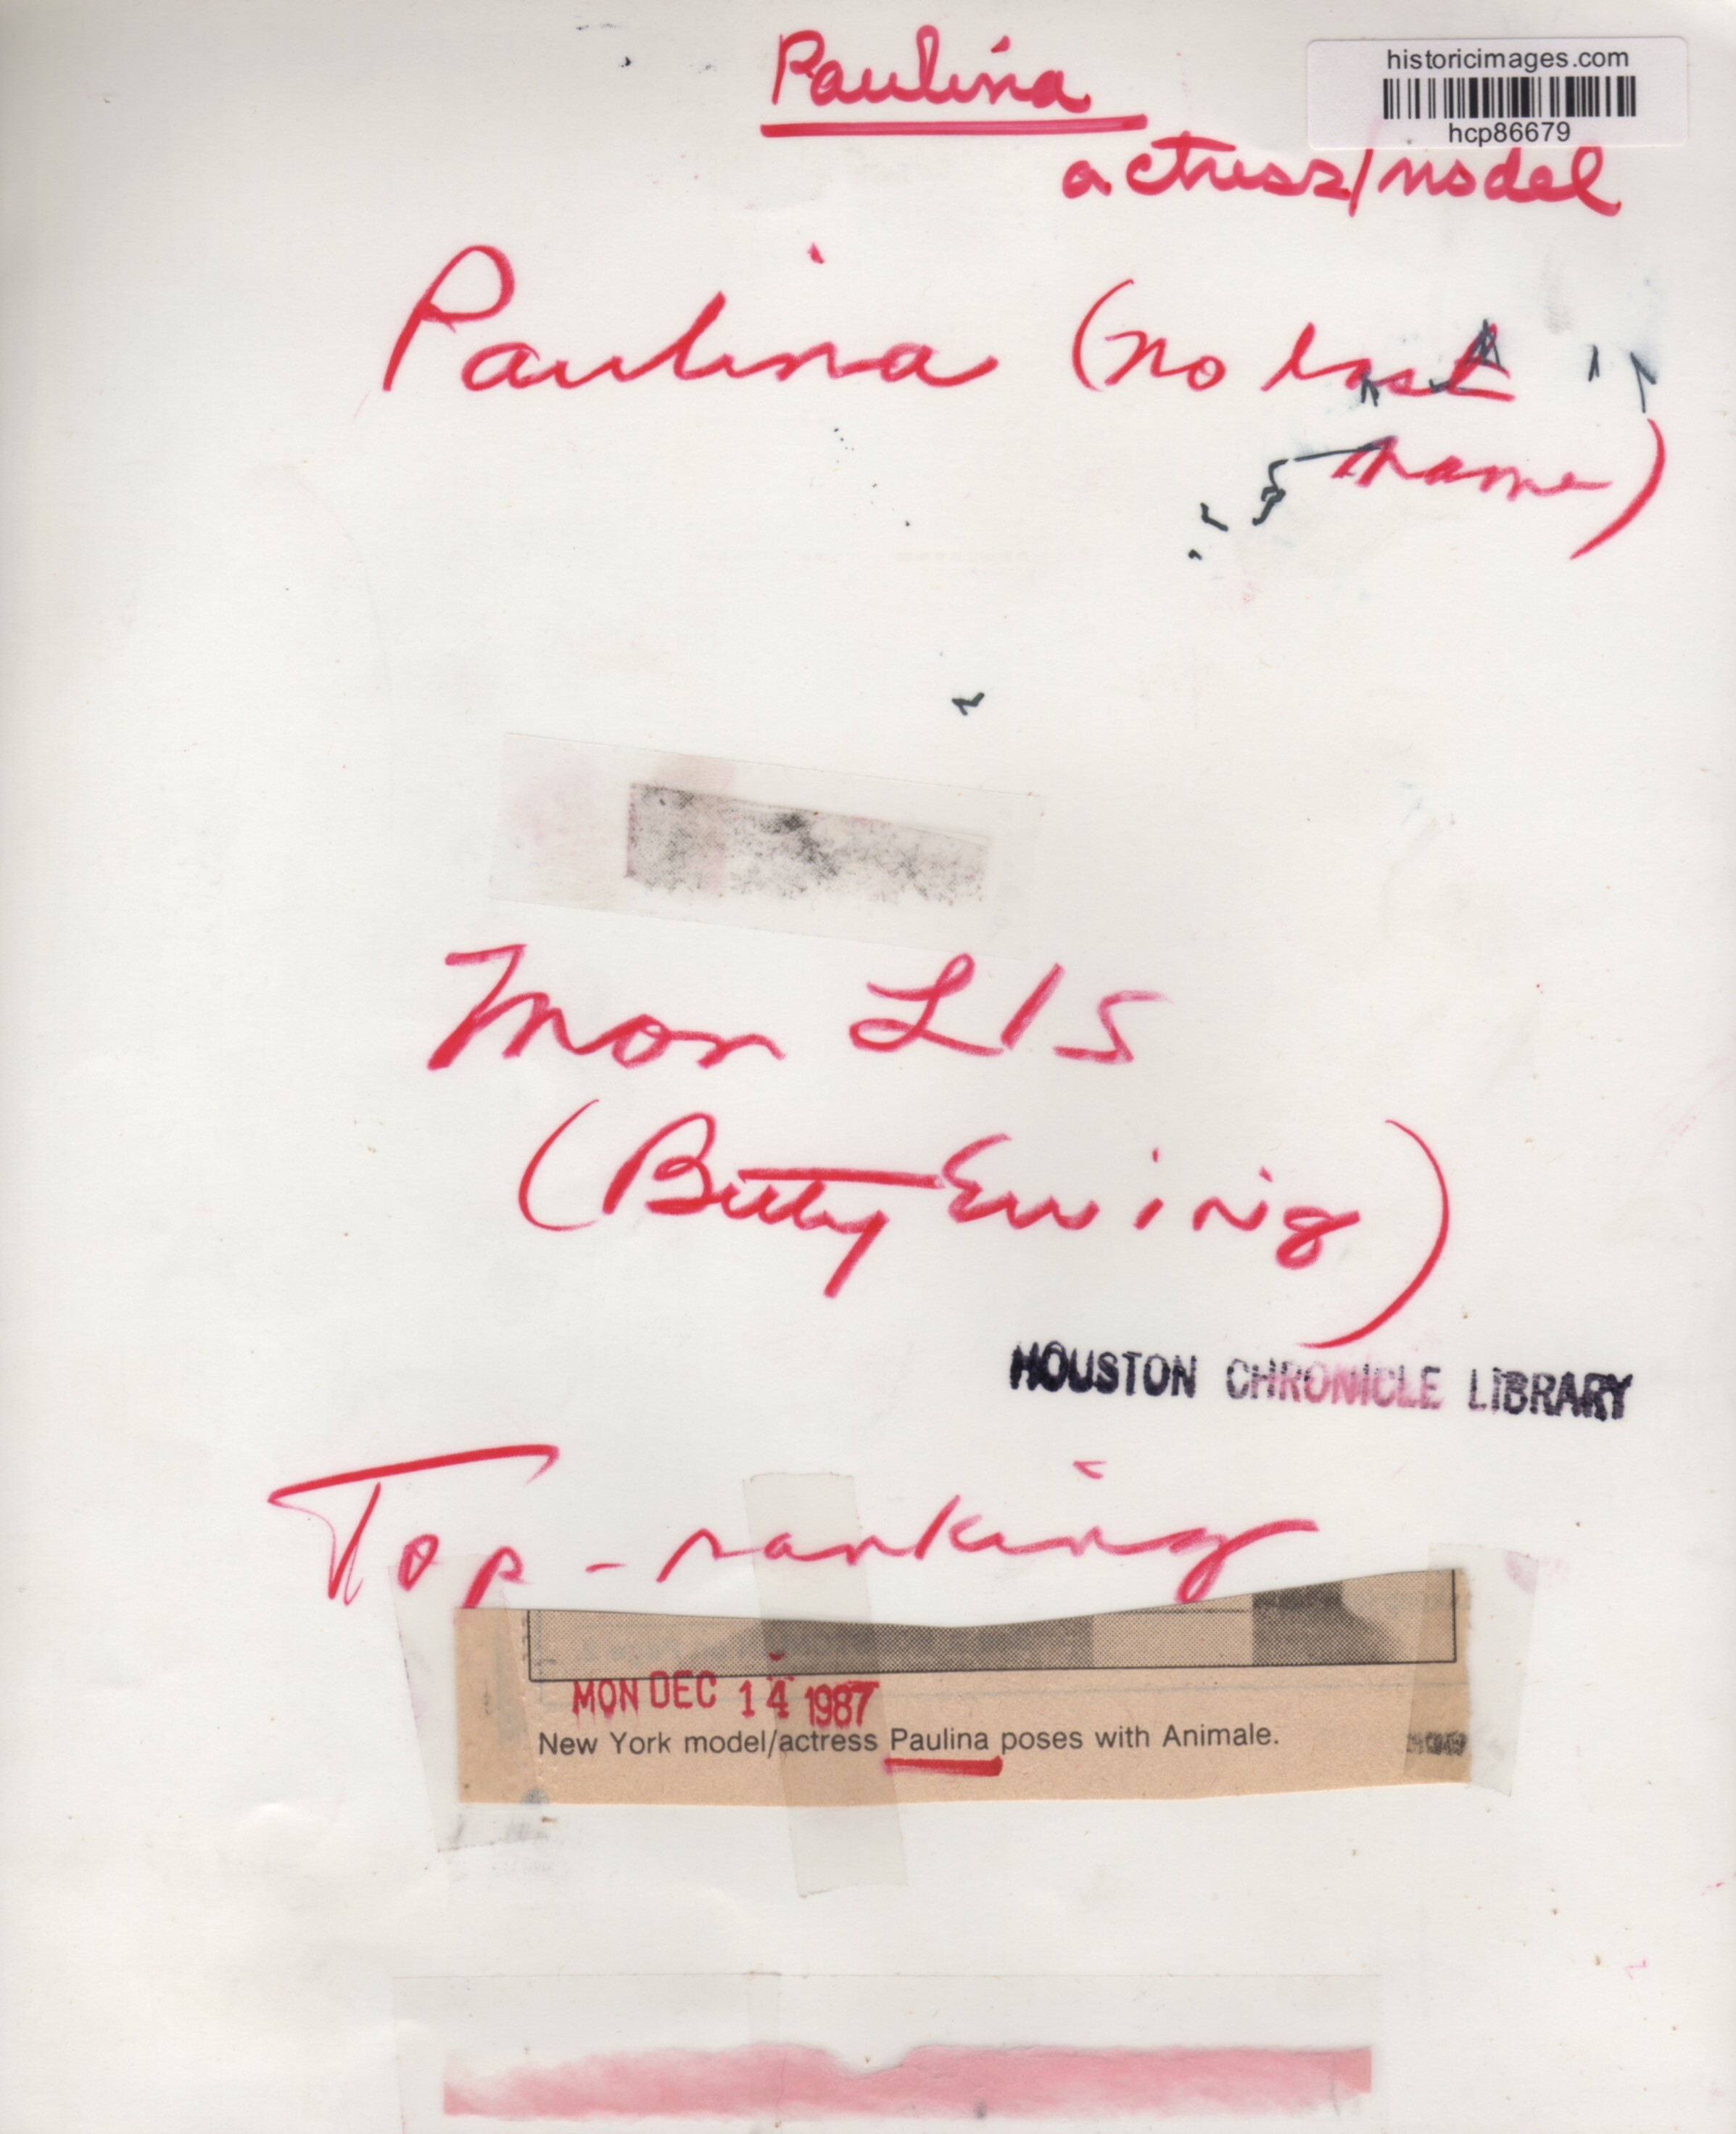 Paulina
historicimages.com
hcp86679
actress/model
Paulina (no last
name)
Mon L/S
(Betty Ewing)
HOUSTON CHRONICLE LIBRARY
Top-ranking
MON DEC 14 1987
New York model/actress Paulina poses with Animale.